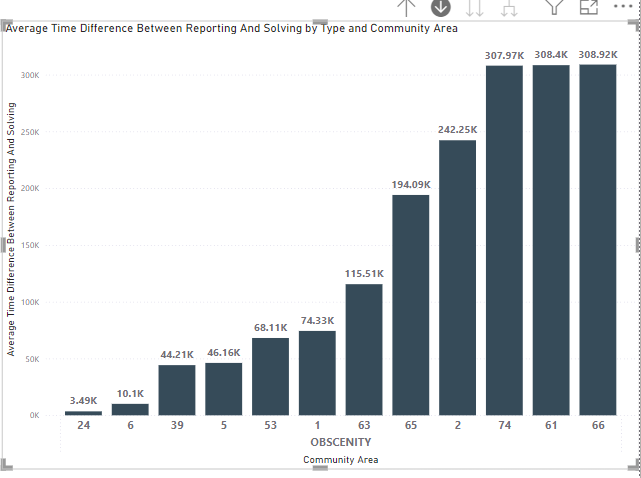 Average Time Difference Between Reporting And Solving by Type and Community Area
Average Time Difference Between Reporting And Solving
300K
250K
200K
150K
100K
50K
0K
3.49K
10.1K
44.21K
46.16K
68.11K
74.33K
115.51K
194.09K
242.25K
307.97K
308.4K
308.92K
24 6 39 5 53 1 63 65 2 74 61 66
OBSCENITY
Community Area